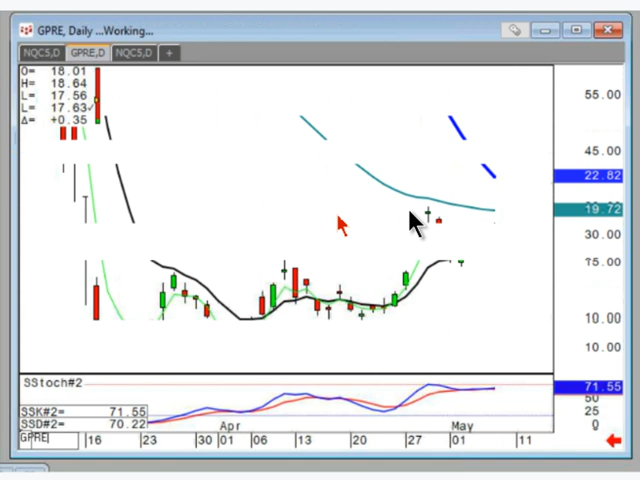 GPRE, Daily ...Working...
NQC5,D GPRE,D NQC5,D +
O= 18.01
H= 18.64
L= 17.56
L= 17.63✓
Δ= +0.35
55.00
45.00
22.82
19.72
30.00
75.00
10.00
10.00
SStoch#2
SSK#2= 71.55
SSD#2= 70.22
71.55
50
25
0
Apr May
GPRE 16 23 30 01 06 13 20 27 01 11